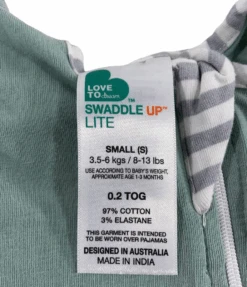 LOVE
TO dream
™
SWADDLE UP™
LITE
SMALL (S)
3.5-6 kgs / 8-13 lbs
USE ACCORDING TO BABY'S WEIGHT,
APPROXIMATE AGE 1-3 MONTHS
0.2 TOG
97% COTTON
3% ELASTANE
THIS GARMENT IS INTENDED
TO BE WORN OVER PAJAMAS
DESIGNED IN AUSTRALIA
MADE IN INDIA